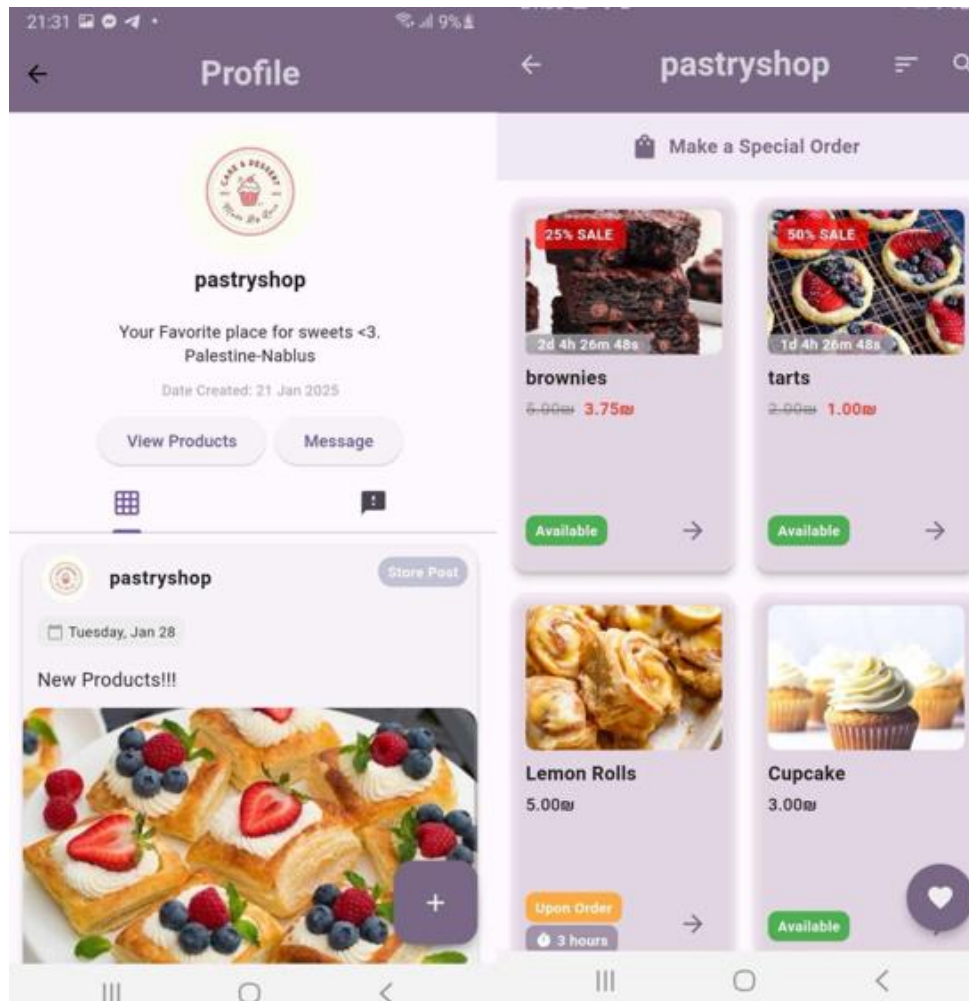 21:31
9%
Profile
CAKE & DESSERT
pastryshop
Your Favorite place for sweets <3.
Palestine-Nablus
Date Created: 21 Jan 2025
View Products
Message
pastryshop
Store Post
Tuesday, Jan 28
New Products!!!
+
pastryshop
Make a Special Order
25% SALE
2d 4h 26m 48s
brownies
5.00₪ 3.75₪
Available
50% SALE
1d 4h 26m 48s
tarts
2.00₪ 1.00₪
Available
Lemon Rolls
5.00₪
Upon Order
3 hours
Cupcake
3.00₪
Available